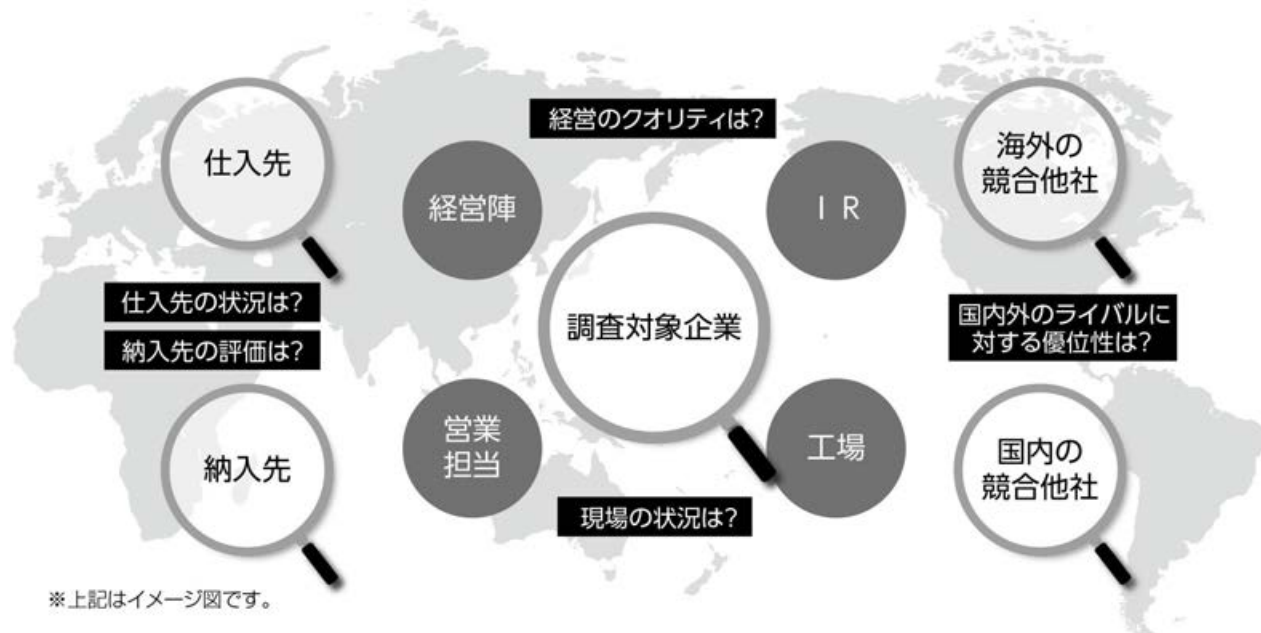 経営のクオリティは?
仕入先
海外の
競合他社
経営陣
I R
仕入先の状況は?
納入先の評価は?
調査対象企業
国内外のライバルに
対する優位性は?
営業
担当
工場
納入先
国内の
競合他社
現場の状況は?
※上記はイメージ図です。